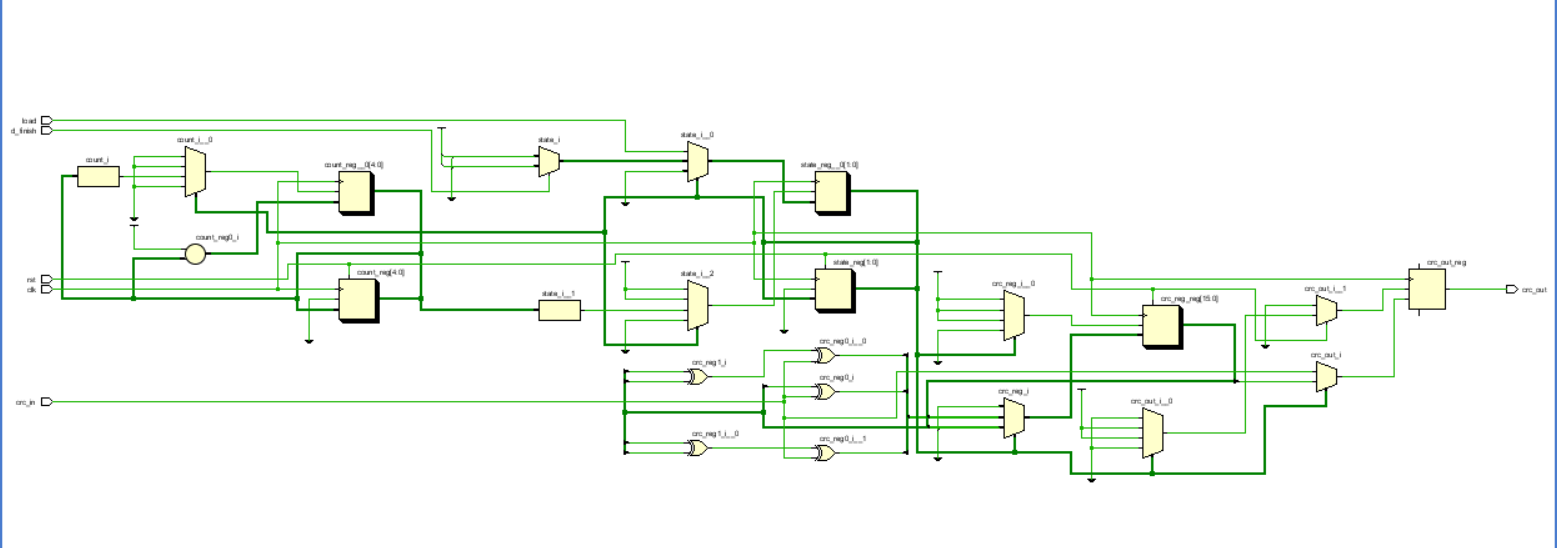 load
d_finish
count_i
count_i__0
count_reg__0[4:0]
state_i
state_i__0
state_reg__0[1:0]
count_reg0_i
rst
clk
count_reg[4:0]
state_i__1
state_i__2
state_reg[1:0]
crc_reg_i__0
crc_reg_reg[15:0]
crc_out_i__1
crc_out_reg
crc_out
crc_reg1_i
crc_reg0_i__0
crc_reg0_i
crc_out_i
crc_in
crc_reg_i
crc_out_i__0
crc_reg1_i__0
crc_reg0_i__1